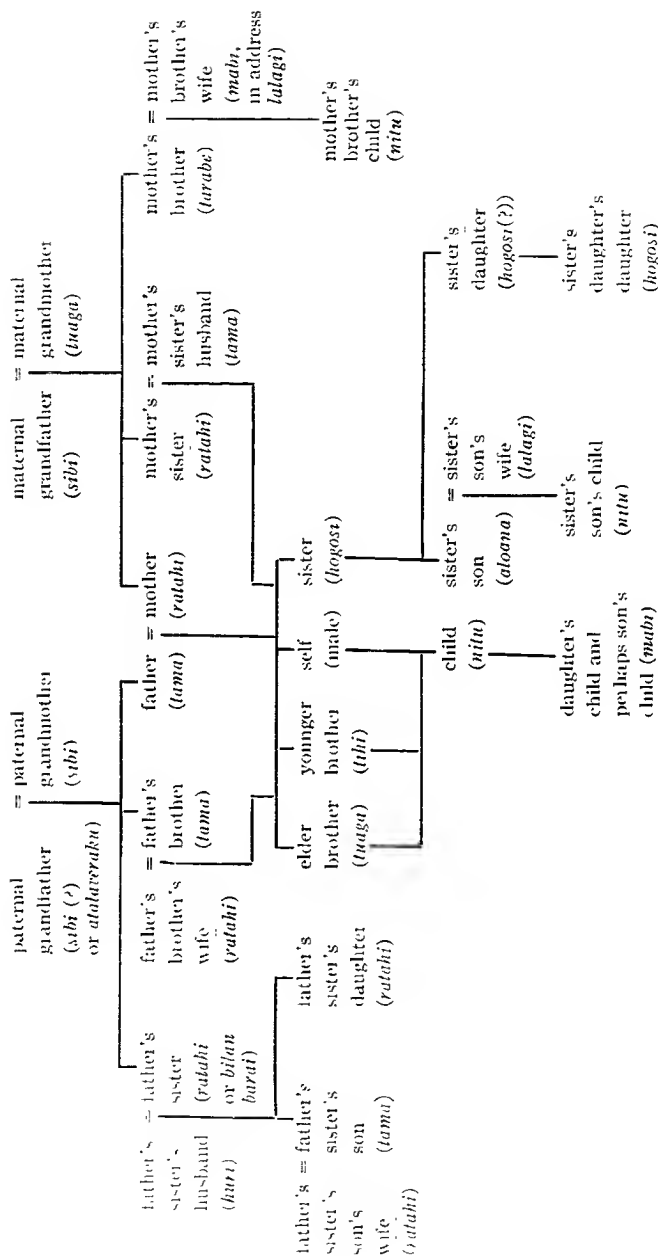 paternal
grandfather
(sibi (?)
or atalaveraku)
= paternal
grandmother
(sibi)
maternal
grandfather
(sibi)
= maternal
grandmother
(tuaga)
father's
sister's
husband
(huri)
= father's
sister
(ratahi
or bilan
barai)
father's
brother's
wife
(ratahi)
= father's
brother
(tama)
father
(tama)
= mother
(ratahi)
mother's
sister
(ratahi)
= mother's
sister's
husband
(tama)
mother's
brother
(tarabe)
= mother's
brother's
wife
(mabi,
in address
lalagi)
father's
sister's
son's
wife
(ratahi)
= father's
sister's
son
(tama)
father's
sister's
daughter
(ratahi)
elder
brother
(tuaga)
younger
brother
(tihi)
self
(male)
sister
(hogosi)
mother's
brother's
child
(nitu)
child
(nitu)
sister's
son
(aloana)
= sister's
son's
wife
(lalagi)
sister's
daughter
(hogosi(?))
daughter's
child and
perhaps son's
child (mabi)
sister's
son's child
(nitu)
sister's
daughter's
daughter
(hogosi)